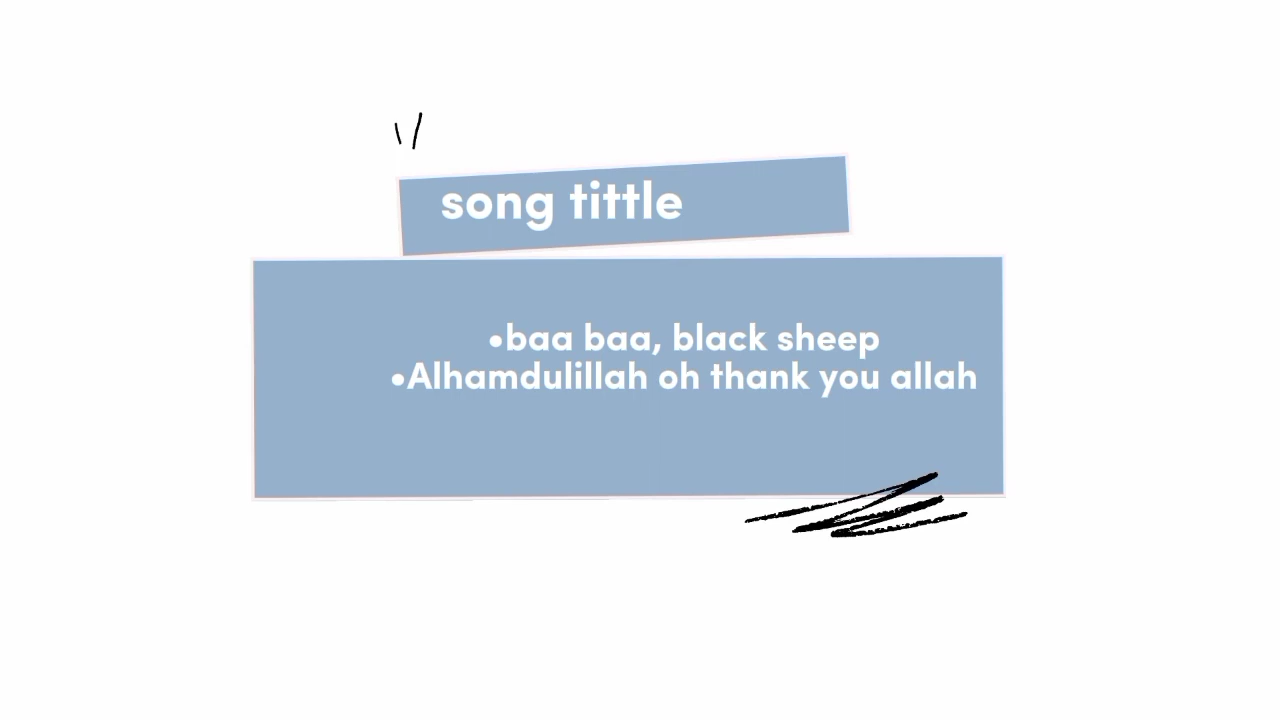 song tittle
•baa baa, black sheep
•Alhamdulillah oh thank you allah